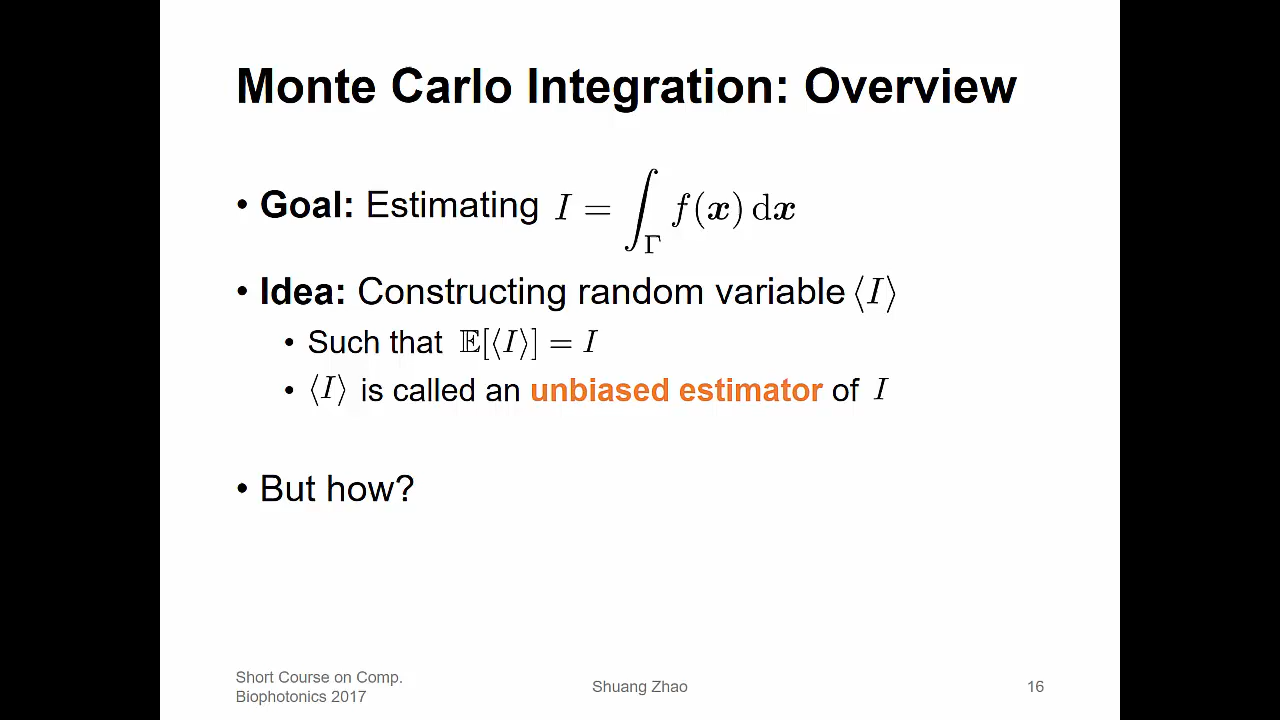 Monte Carlo Integration: Overview
• Goal: Estimating I = ∫_Γ f(x) dx
• Idea: Constructing random variable ⟨I⟩
• Such that 𝔼[⟨I⟩] = I
• ⟨I⟩ is called an unbiased estimator of I
• But how?
Short Course on Comp.
Biophotonics 2017
Shuang Zhao
16